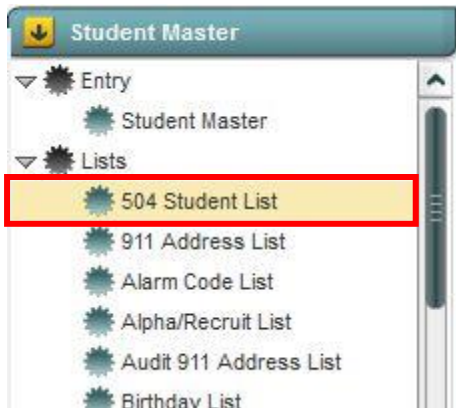 Student Master
Entry
Student Master
Lists
504 Student List
911 Address List
Alarm Code List
Alpha/Recruit List
Audit 911 Address List
Birthday List